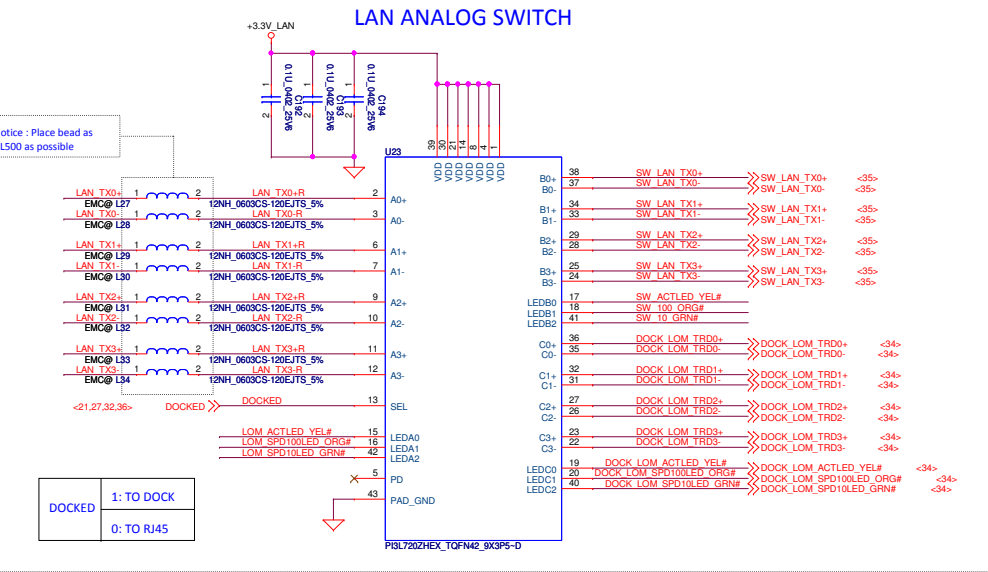 LAN ANALOG SWITCH
+3.3V_LAN
1 2 0.1U_0402_25V6 C192
1 2 0.1U_0402_25V6 C193
1 2 0.1U_0402_25V6 C194
otice : Place bead as
L500 as possible
U23
39 30 21 14 8 4 1
VDD VDD VDD VDD VDD VDD VDD
LAN_TX0+ 1 2 LAN_TX0+R 2 A0+
EMC@ L27 12NH_0603CS-120EJTS_5%
LAN_TX0- 1 2 LAN_TX0-R 3 A0-
EMC@ L28 12NH_0603CS-120EJTS_5%
LAN_TX1+ 1 2 LAN_TX1+R 6 A1+
EMC@ L29 12NH_0603CS-120EJTS_5%
LAN_TX1- 1 2 LAN_TX1-R 7 A1-
EMC@ L30 12NH_0603CS-120EJTS_5%
LAN_TX2+ 1 2 LAN_TX2+R 9 A2+
EMC@ L31 12NH_0603CS-120EJTS_5%
LAN_TX2- 1 2 LAN_TX2-R 10 A2-
EMC@ L32 12NH_0603CS-120EJTS_5%
LAN_TX3+ 1 2 LAN_TX3+R 11 A3+
EMC@ L33 12NH_0603CS-120EJTS_5%
LAN_TX3- 1 2 LAN_TX3-R 12 A3-
EMC@ L34 12NH_0603CS-120EJTS_5%
<21,27,32,36> DOCKED DOCKED 13 SEL
LOM_ACTLED_YEL# 15 LEDA0
LOM_SPD100LED_ORG# 16 LEDA1
LOM_SPD10LED_GRN# 42 LEDA2
5 PD
43 PAD_GND
B0+ 38 SW_LAN_TX0+ SW_LAN_TX0+ <35>
B0- 37 SW_LAN_TX0- SW_LAN_TX0- <35>
B1+ 34 SW_LAN_TX1+ SW_LAN_TX1+ <35>
B1- 33 SW_LAN_TX1- SW_LAN_TX1- <35>
B2+ 29 SW_LAN_TX2+ SW_LAN_TX2+ <35>
B2- 28 SW_LAN_TX2- SW_LAN_TX2- <35>
B3+ 25 SW_LAN_TX3+ SW_LAN_TX3+ <35>
B3- 24 SW_LAN_TX3- SW_LAN_TX3- <35>
LEDB0 17 SW_ACTLED_YEL#
LEDB1 18 SW_100_ORG#
LEDB2 41 SW_10_GRN#
C0+ 36 DOCK_LOM_TRD0+ DOCK_LOM_TRD0+ <34>
C0- 35 DOCK_LOM_TRD0- DOCK_LOM_TRD0- <34>
C1+ 32 DOCK_LOM_TRD1+ DOCK_LOM_TRD1+ <34>
C1- 31 DOCK_LOM_TRD1- DOCK_LOM_TRD1- <34>
C2+ 27 DOCK_LOM_TRD2+ DOCK_LOM_TRD2+ <34>
C2- 26 DOCK_LOM_TRD2- DOCK_LOM_TRD2- <34>
C3+ 23 DOCK_LOM_TRD3+ DOCK_LOM_TRD3+ <34>
C3- 22 DOCK_LOM_TRD3- DOCK_LOM_TRD3- <34>
LEDC0 19 DOCK_LOM_ACTLED_YEL# DOCK_LOM_ACTLED_YEL# <34>
LEDC1 20 DOCK_LOM_SPD100LED_ORG# DOCK_LOM_SPD100LED_ORG# <34>
LEDC2 40 DOCK_LOM_SPD10LED_GRN# DOCK_LOM_SPD10LED_GRN# <34>
PI3L720ZHEX_TQFN42_9X3P5~D
DOCKED
1: TO DOCK
0: TO RJ45